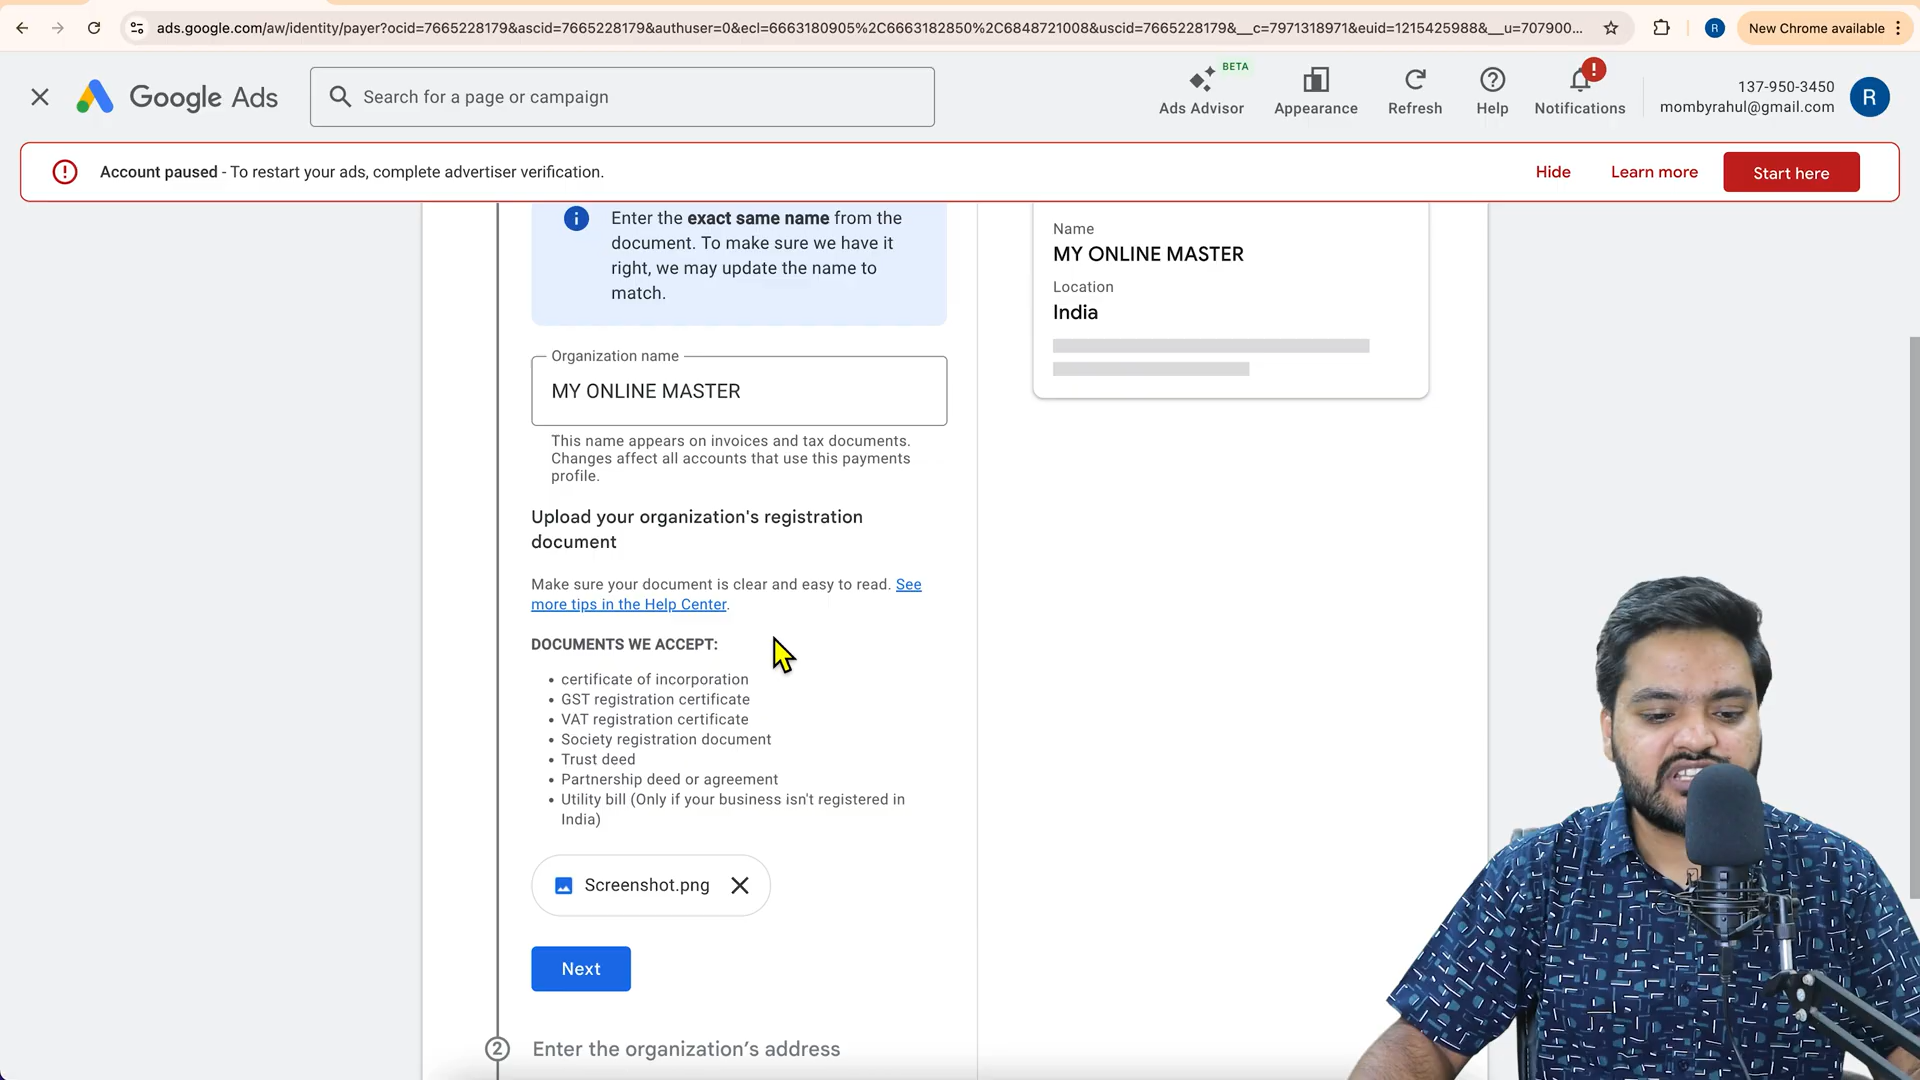 ads.google.com/aw/identity/payer?ocid=7665228179&ascid=7665228179&authuser=0&ecl=6663180905%2C6663182850%2C6848721008&uscid=7665228179&__c=7971318971&euid=1215425988&__u=707900...
R
New Chrome available
Google Ads
Search for a page or campaign
BETA
Ads Advisor
Appearance
Refresh
Help
Notifications
137-950-3450
mombyrahul@gmail.com
R
Account paused - To restart your ads, complete advertiser verification.
Hide
Learn more
Start here
Enter the exact same name from the
document. To make sure we have it
right, we may update the name to
match.
Organization name
MY ONLINE MASTER
This name appears on invoices and tax documents.
Changes affect all accounts that use this payments
profile.
Upload your organization's registration
document
Make sure your document is clear and easy to read. See
more tips in the Help Center.
DOCUMENTS WE ACCEPT:
• certificate of incorporation
• GST registration certificate
• VAT registration certificate
• Society registration document
• Trust deed
• Partnership deed or agreement
• Utility bill (Only if your business isn't registered in
India)
Screenshot.png
Next
2 Enter the organization's address
Name
MY ONLINE MASTER
Location
India